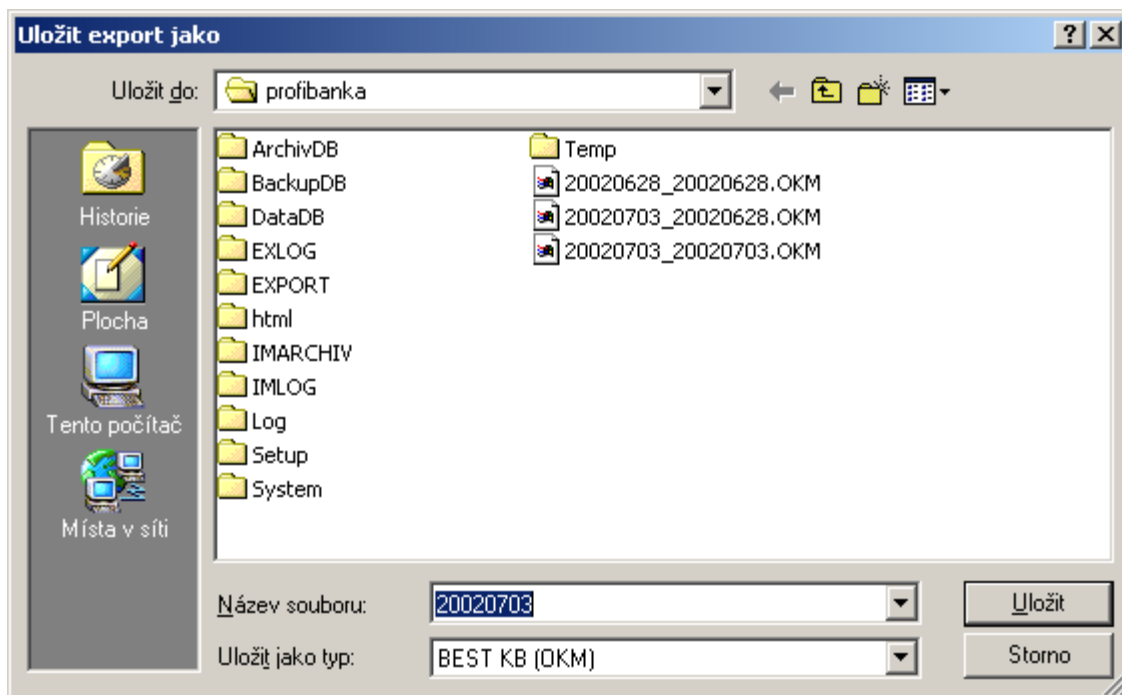 Uložit export jako
Uložit do:
profibanka
Historie
Plocha
Tento počítač
Místa v síti
ArchivDB
BackupDB
DataDB
EXLOG
EXPORT
html
IMARCHIV
IMLOG
Log
Setup
System
Temp
20020628_20020628.OKM
20020703_20020628.OKM
20020703_20020703.OKM
Název souboru:
20020703
Uložit
Uložit jako typ:
BEST KB (OKM)
Storno